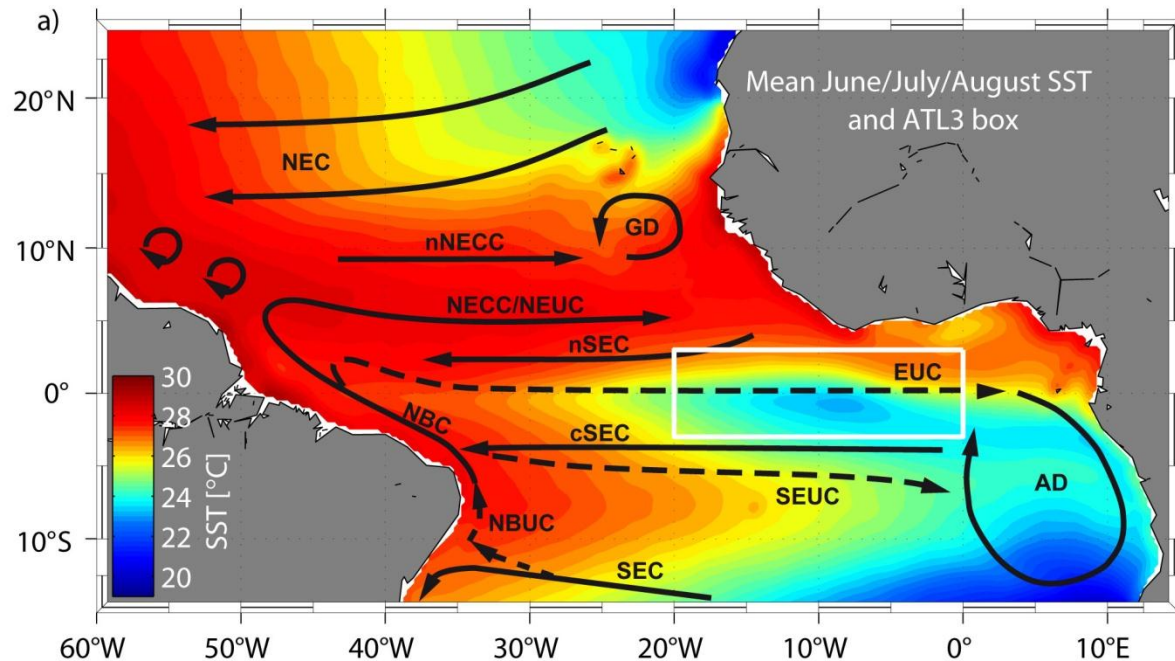 a)
Mean June/July/August SST
and ATL3 box
20°N
NEC
GD
10°N
nNECC
NECC/NEUC
nSEC
EUC
30
0°
28
NBC
cSEC
26
24
SEUC
AD
22
NBUC
10°S
20
SEC
SST [°C]
60°W
50°W
40°W
30°W
20°W
10°W
0°
10°E